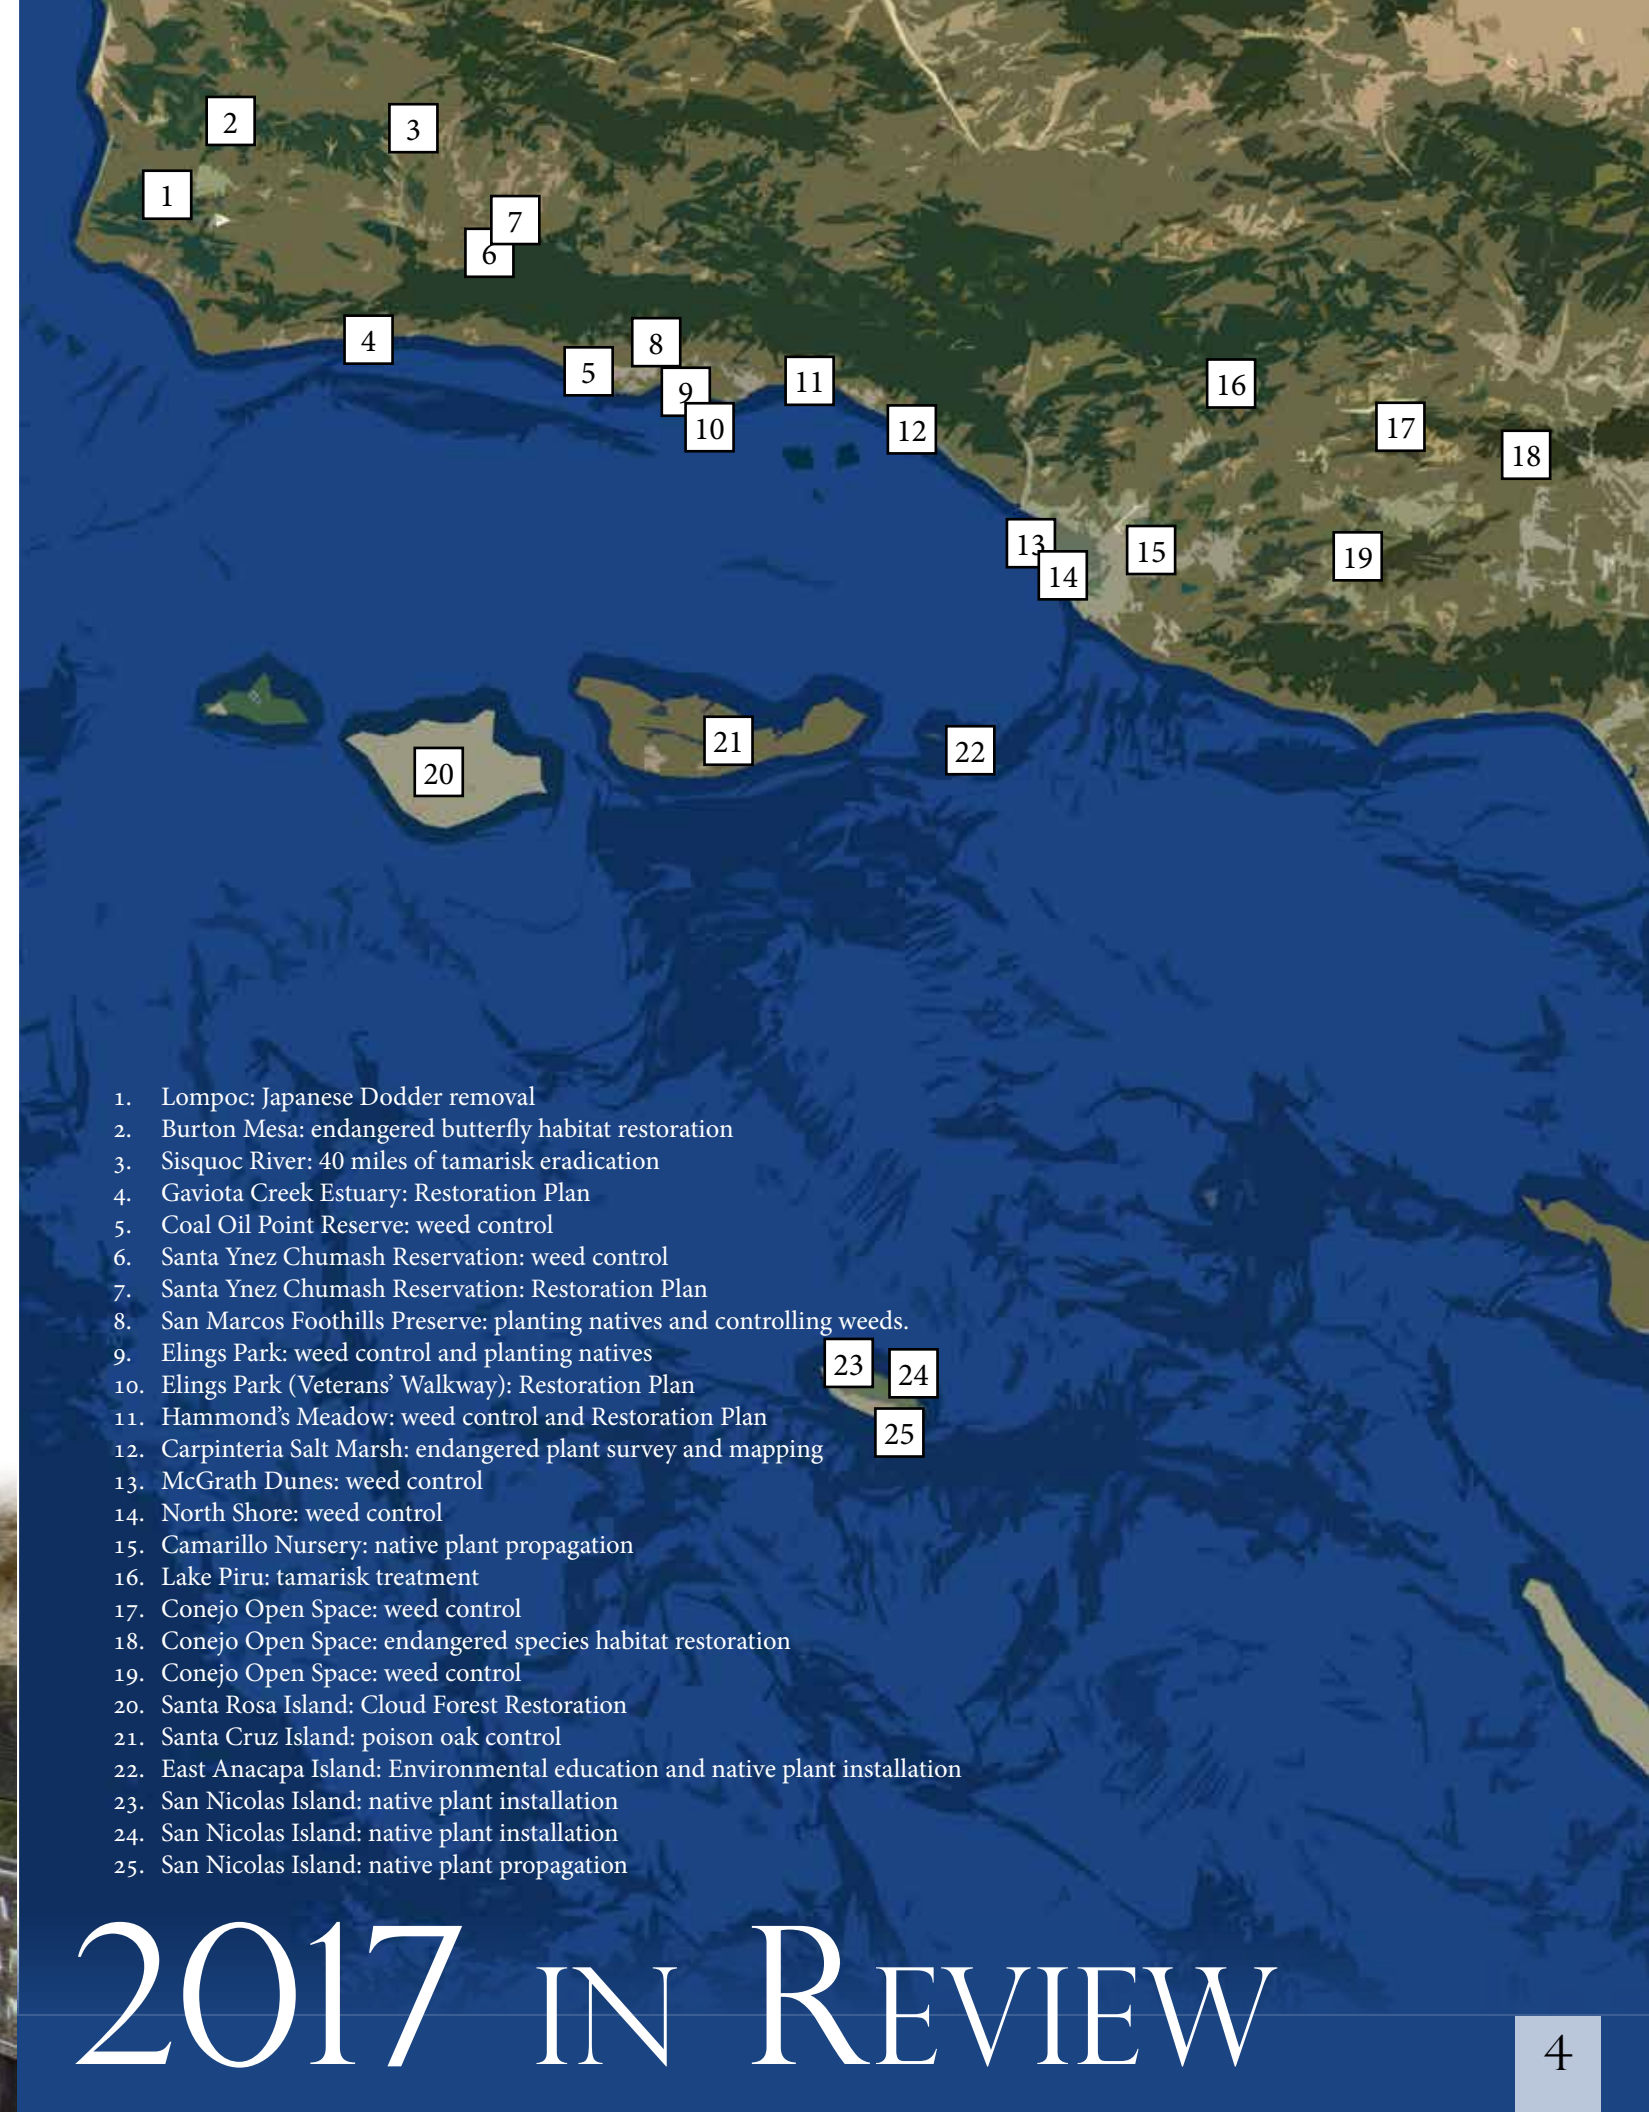 2
3
1
7
6
4
8
5
9
11
10
12
16
17
18
13
14
15
19
20
21
22
1. Lompoc: Japanese Dodder removal
2. Burton Mesa: endangered butterfly habitat restoration
3. Sisquoc River: 40 miles of tamarisk eradication
4. Gaviota Creek Estuary: Restoration Plan
5. Coal Oil Point Reserve: weed control
6. Santa Ynez Chumash Reservation: weed control
7. Santa Ynez Chumash Reservation: Restoration Plan
8. San Marcos Foothills Preserve: planting natives and controlling weeds.
9. Elings Park: weed control and planting natives
10. Elings Park (Veterans’ Walkway): Restoration Plan
11. Hammond’s Meadow: weed control and Restoration Plan
12. Carpinteria Salt Marsh: endangered plant survey and mapping
13. McGrath Dunes: weed control
14. North Shore: weed control
15. Camarillo Nursery: native plant propagation
16. Lake Piru: tamarisk treatment
17. Conejo Open Space: weed control
18. Conejo Open Space: endangered species habitat restoration
19. Conejo Open Space: weed control
20. Santa Rosa Island: Cloud Forest Restoration
21. Santa Cruz Island: poison oak control
22. East Anacapa Island: Environmental education and native plant installation
23. San Nicolas Island: native plant installation
24. San Nicolas Island: native plant installation
25. San Nicolas Island: native plant propagation
23
24
25
2017 in Review
4